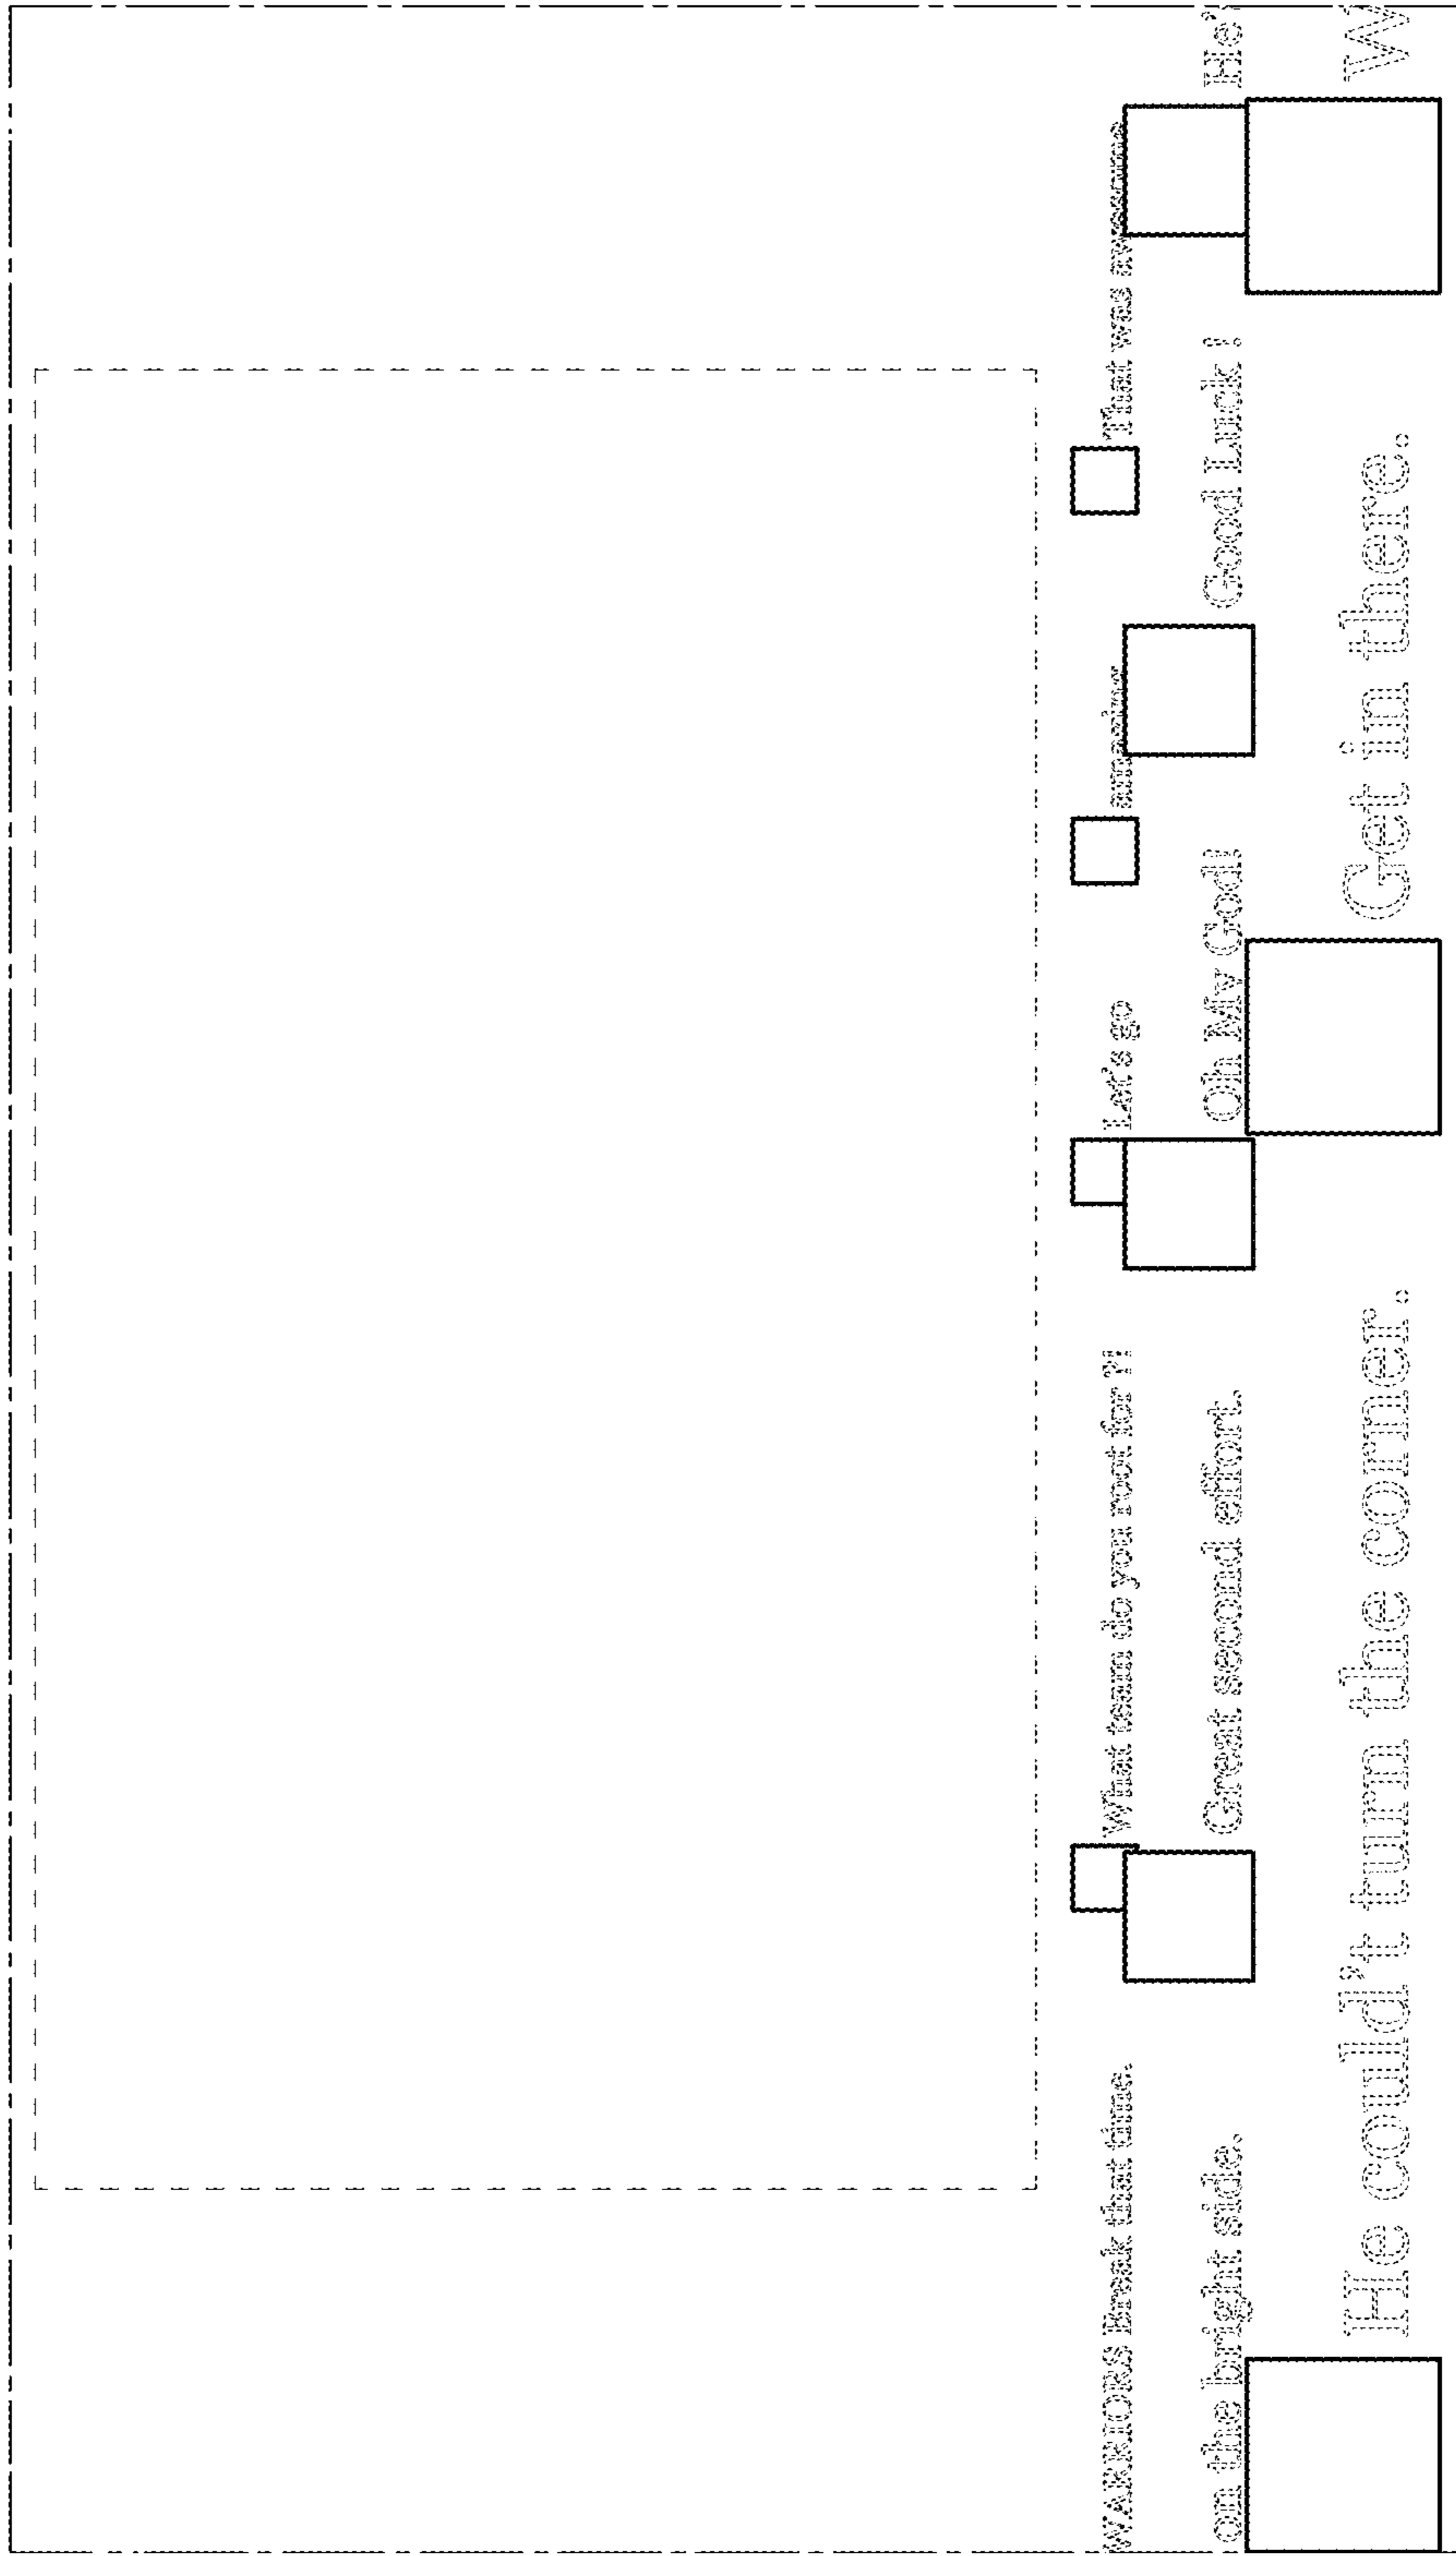 WARRIORS Break that time. What team do you root for ?! Let's go amazing That was awesome
on the bright side. Great second effort. Oh My God! Good Luck ! He'
He could't turn the corner. Get in there. W